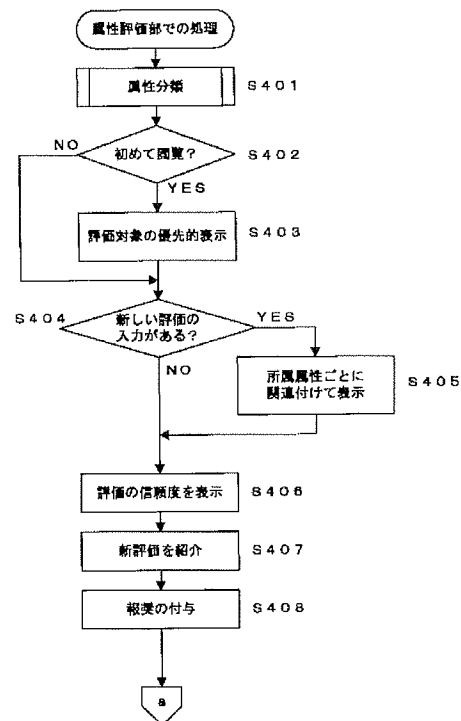 属性評価部での処理
属性分類
S401
初めて閲覧?
S402
NO
YES
評価対象の優先的表示
S403
S404
新しい評価の
入力がある?
YES
NO
所属属性ごとに
関連付けて表示
S405
評価の信頼度を表示
S406
新評価を紹介
S407
報奨の付与
S408
a